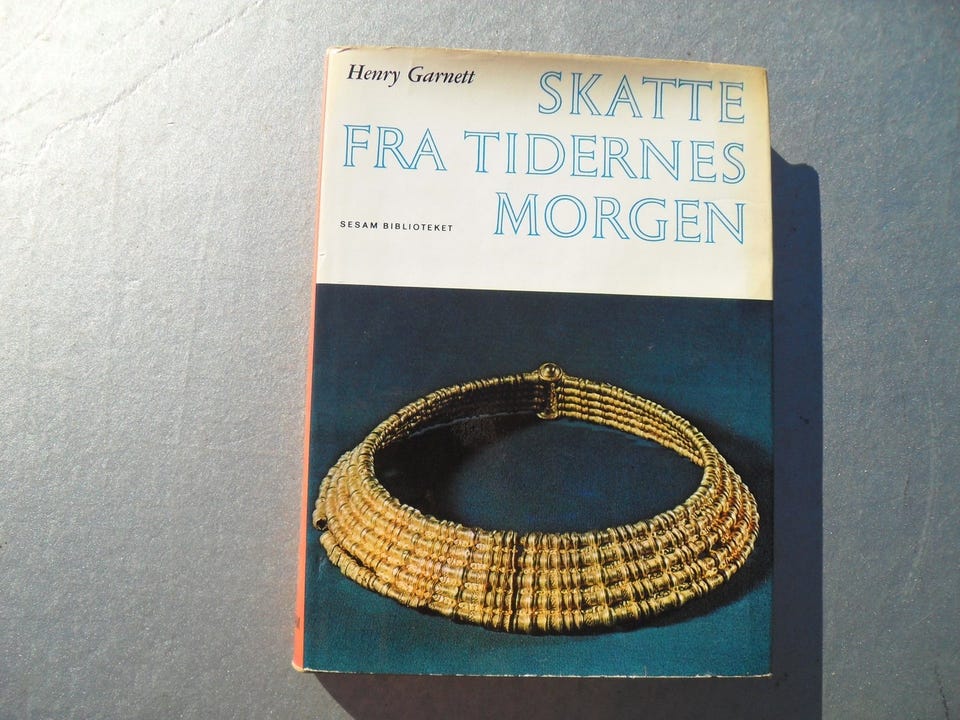 Henry Garnett
SKATTE
FRA TIDERNES
MORGEN
SESAM BIBLIOTEKET